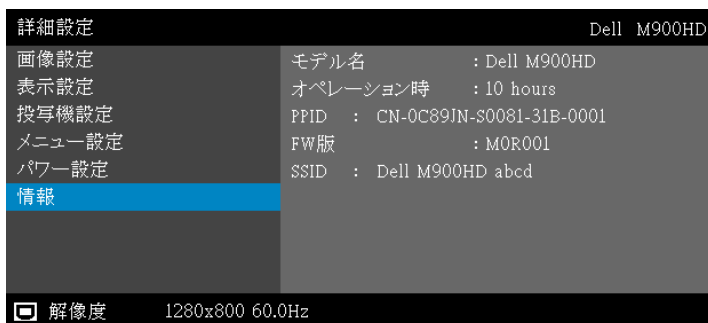 詳細設定 Dell M900HD
画像設定 モデル名 : Dell M900HD
表示設定 オペレーション時 : 10 hours
投写機設定 PPID : CN-0C89JN-S0081-31B-0001
メニュー設定 FW版 : M0R001
パワー設定 SSID : Dell M900HD abcd
情報
解像度 1280x800 60.0Hz